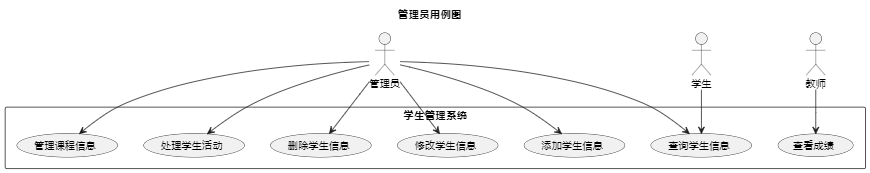 管理员用例图
管理员
学生
教师
学生管理系统
管理课程信息
处理学生活动
删除学生信息
修改学生信息
添加学生信息
查询学生信息
查看成绩